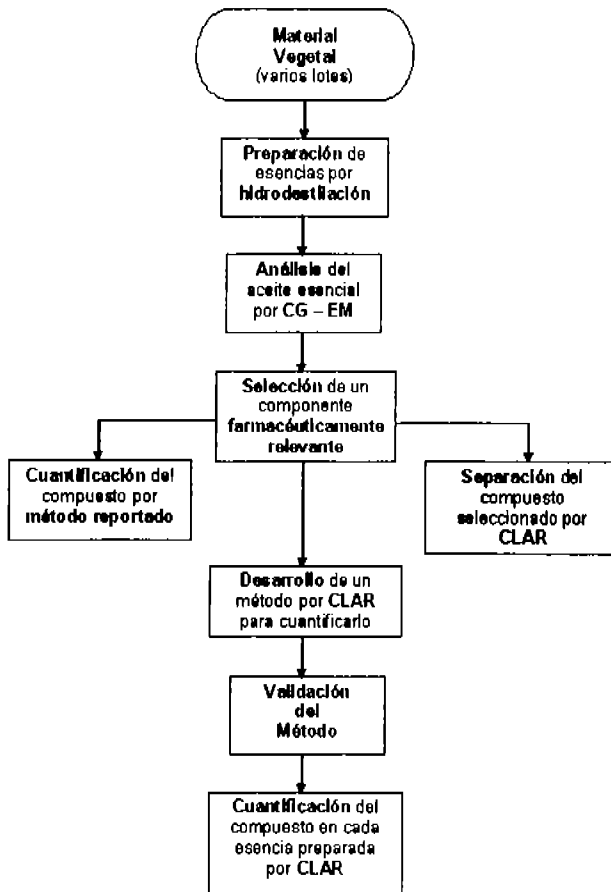 Material
Vegetal
(varios lotes)
Preparación de
esencias por
hidrodestilación
Análisis del
aceite esencial
por CG – EM
Selección de un
componente
farmacéuticamente
relevante
Cuantificación del
compuesto por
método reportado
Separación del
compuesto
seleccionado por
CLAR
Desarrollo de un
método por CLAR
para cuantificarlo
Validación
del
Método
Cuantificación del
compuesto en cada
esencia preparada
por CLAR